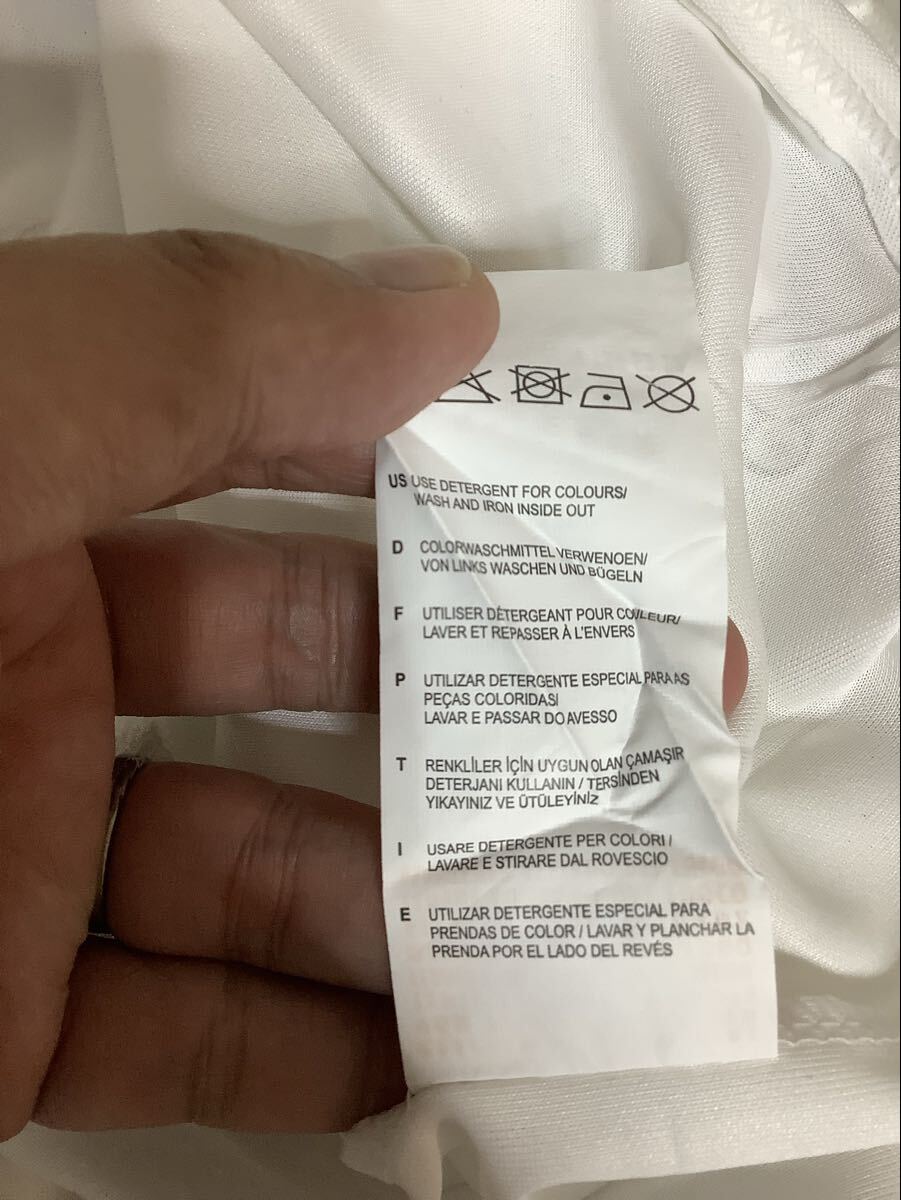 US USE DETERGENT FOR COLOURS/
WASH AND IRON INSIDE OUT
D COLORWASCHMITTEL VERWENOEN/
VON LINKS WASCHEN UND BÜGELN
F UTILISER DÉTERGEANT POUR COULEUR/
LAVER ET REPASSER À L'ENVERS
P UTILIZAR DETERGENTE ESPECIAL PARA AS
PEÇAS COLORIDAS/
LAVAR E PASSAR DO AVESSO
T RENKLİLER İÇİN UYGUN OLAN ÇAMAŞIR
DETERJANI KULLANIN / TERSİNDEN
YIKAYINIZ VE ÜTÜLEYİNİZ
I USARE DETERGENTE PER COLORI /
LAVARE E STIRARE DAL ROVESCIO
E UTILIZAR DETERGENTE ESPECIAL PARA
PRENDAS DE COLOR / LAVAR Y PLANCHAR LA
PRENDA POR EL LADO DEL REVÉS